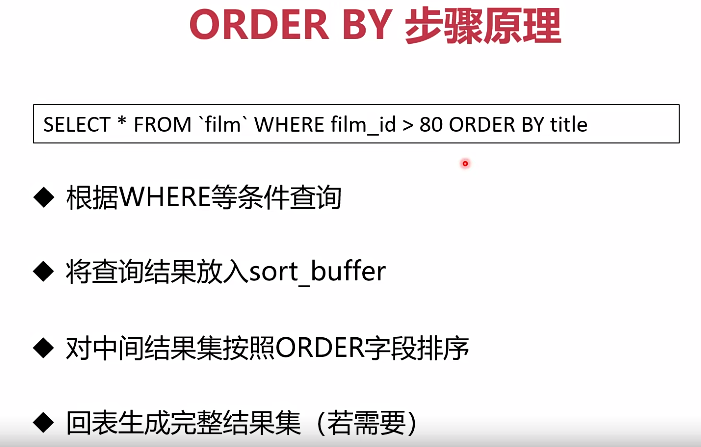 ORDER BY 步骤原理
SELECT * FROM `film` WHERE film_id > 80 ORDER BY title
◆ 根据WHERE等条件查询
◆ 将查询结果放入sort_buffer
◆ 对中间结果集按照ORDER字段排序
◆ 回表生成完整结果集（若需要）